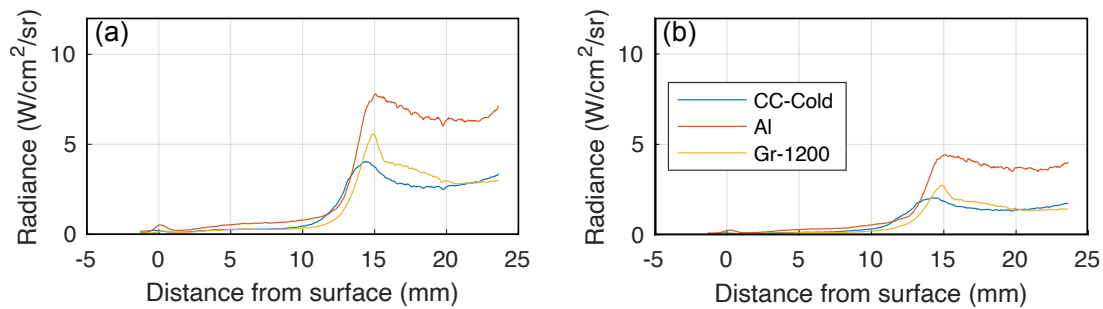 (a)
10
5
0
-5 0 5 10 15 20 25
Radiance (W/cm²/sr)
Distance from surface (mm)
(b)
10
5
0
-5 0 5 10 15 20 25
Radiance (W/cm²/sr)
Distance from surface (mm)
CC-Cold
Al
Gr-1200